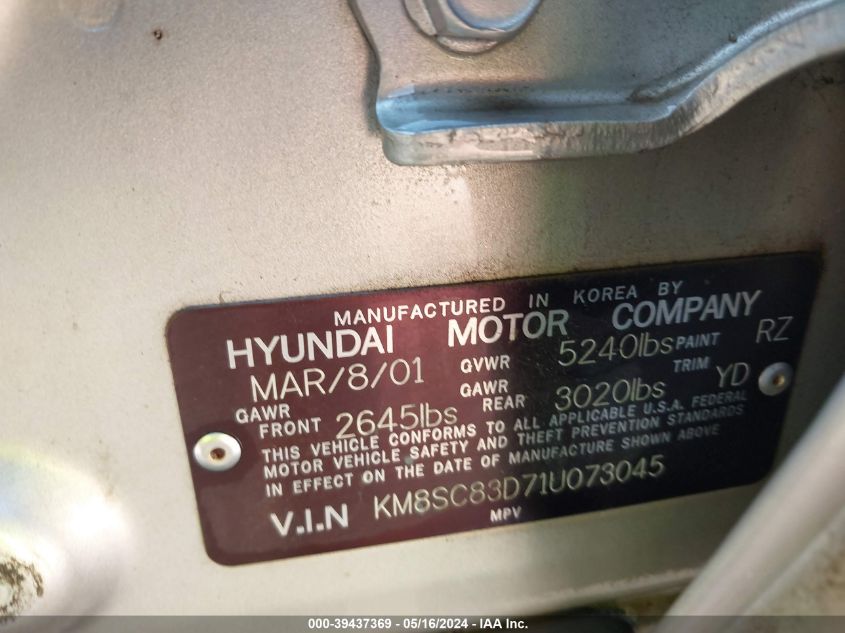 MANUFACTURED IN KOREA BY
HYUNDAI MOTOR COMPANY
MAR/8/01 GVWR 5240lbs PAINT RZ
GAWR FRONT 2645lbs GAWR REAR 3020lbs TRIM YD
THIS VEHICLE CONFORMS TO ALL APPLICABLE U.S.A. FEDERAL
MOTOR VEHICLE SAFETY AND THEFT PREVENTION STANDARDS
IN EFFECT ON THE DATE OF MANUFACTURE SHOWN ABOVE
V.I.N KM8SC83D71U073045
MPV
000-39437369 - 05/16/2024 - IAA Inc.